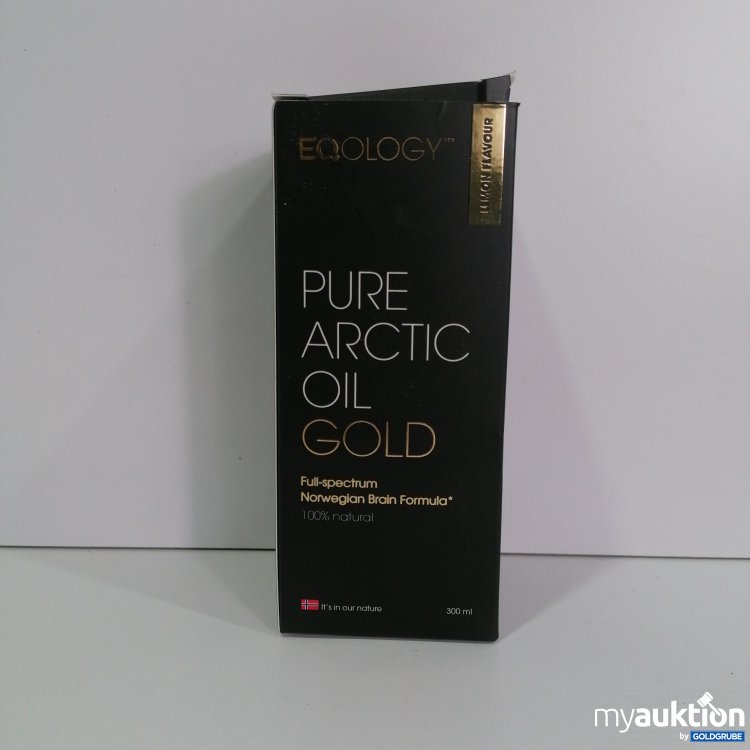 EQOLOGY™
LEMON FLAVOUR
PURE
ARCTIC
OIL
GOLD
Full-spectrum
Norwegian Brain Formula*
100% natural
It's in our nature
300 ml
myauktion
by GOLDGRUBE